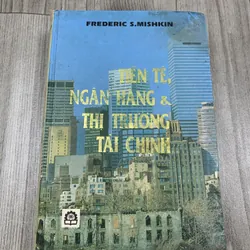 FREDERIC S.MISHKIN
TIỀN TỆ,
NGÂN HÀNG &
THỊ TRƯỜNG
TÀI CHÍNH